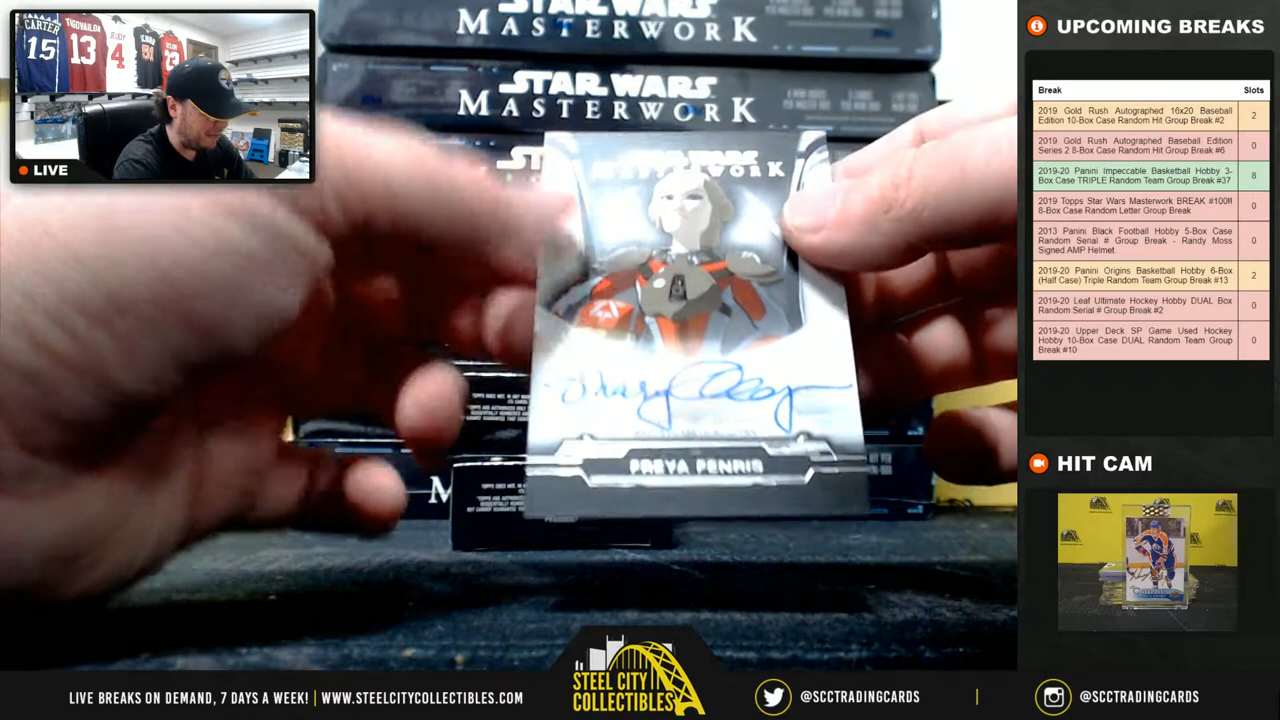 CARTER
15
TAGOVAILOA
13
4
23
LIVE
STAR WARS
MASTERWORK
STAR WARS
MASTERWORK
STAR WARS
MASTERWORK
FREYA FENRIS
M
UPCOMING BREAKS
Break Slots
2019 Gold Rush Autographed 16x20 Baseball
Edition 10-Box Case Random Hit Group Break #2 2
2019 Gold Rush Autographed Baseball Edition
Series 2 8-Box Case Random Hit Group Break #6 0
2019-20 Panini Impeccable Basketball Hobby 3-
Box Case TRIPLE Random Team Group Break #37 8
2019 Topps Star Wars Masterwork BREAK #100!!!
8-Box Case Random Letter Group Break 0
2013 Panini Black Football Hobby 5-Box Case
Random Serial # Group Break - Randy Moss
Signed AMP Helmet 0
2019-20 Panini Origins Basketball Hobby 6-Box
(Half Case) Triple Random Team Group Break #13 2
2019-20 Leaf Ultimate Hockey Hobby DUAL Box
Random Serial # Group Break #2 0
2019-20 Upper Deck SP Game Used Hockey
Hobby 10-Box Case DUAL Random Team Group
Break #10 0
HIT CAM
LIVE BREAKS ON DEMAND, 7 DAYS A WEEK! | WWW.STEELCITYCOLLECTIBLES.COM
STEEL CITY
COLLECTIBLES
@SCCTRADINGCARDS | @SCCTRADINGCARDS